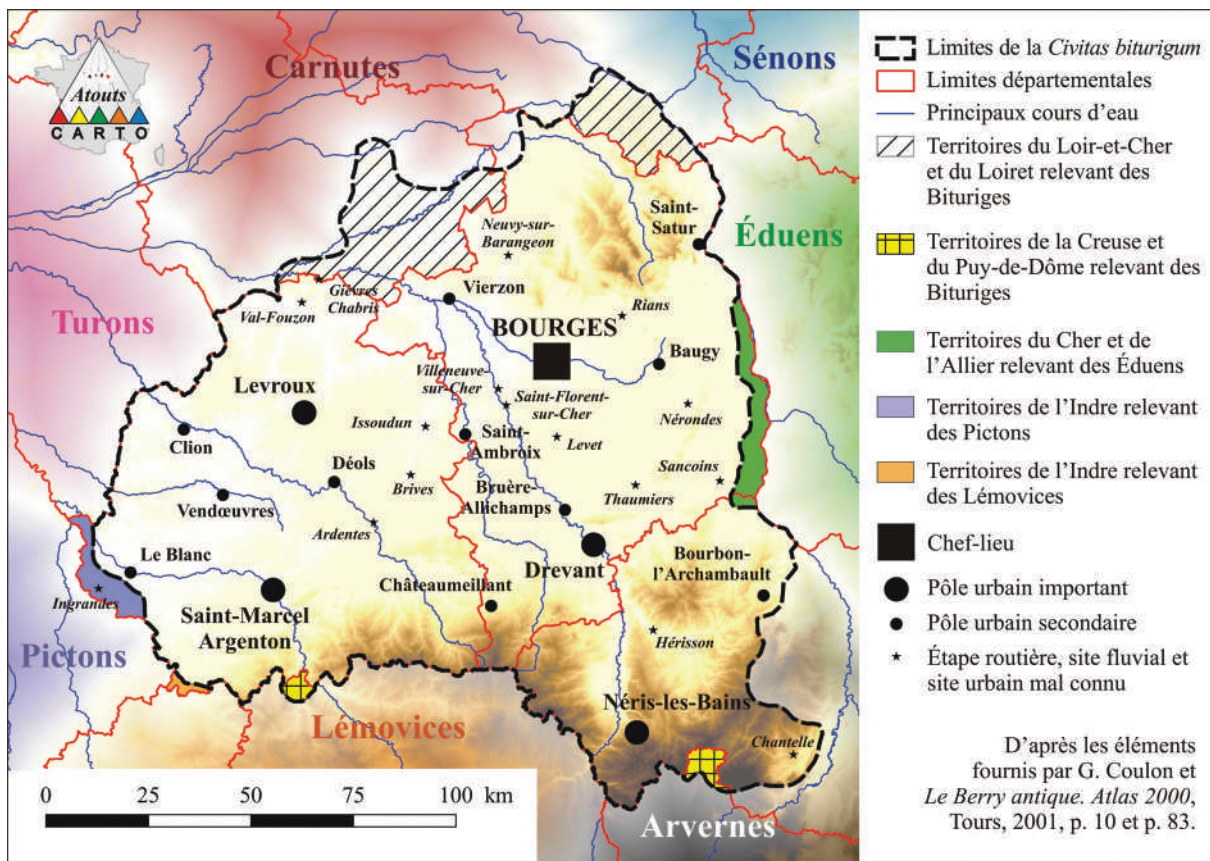 Atouts
CARTO
Carnutes
Sénons
Saint-
Satur
Neuvy-sur-
Barangeon
Éduens
Gièvres
Chabris
Vierzon
Val-Fouzon
Rians
Turons
BOURGES
Baugy
Levroux
Villeneuve-
sur-Cher
Saint-Florent-
sur-Cher
Nérondes
Issoudun
Levet
Clion
Saint-
Ambroix
Déols
Sancoins
Brives
Bruère-
Allichamps
Thaumiers
Vendœuvres
Ardentes
Le Blanc
Drevant
Bourbon-
l'Archambault
Châteaumeillant
Ingrandes
Saint-Marcel
Argenton
Hérisson
Pictons
Néris-les-Bains
Lémovices
Chantelle
Arvernes
0 25 50 75 100 km
Limites de la Civitas biturigum
Limites départementales
Principaux cours d'eau
Territoires du Loir-et-Cher
et du Loiret relevant des
Bituriges
Territoires de la Creuse et
du Puy-de-Dôme relevant des
Bituriges
Territoires du Cher et de
l'Allier relevant des Éduens
Territoires de l'Indre relevant
des Pictons
Territoires de l'Indre relevant
des Lémovices
Chef-lieu
Pôle urbain important
Pôle urbain secondaire
Étape routière, site fluvial et
site urbain mal connu
D'après les éléments
fournis par G. Coulon et
Le Berry antique. Atlas 2000,
Tours, 2001, p. 10 et p. 83.